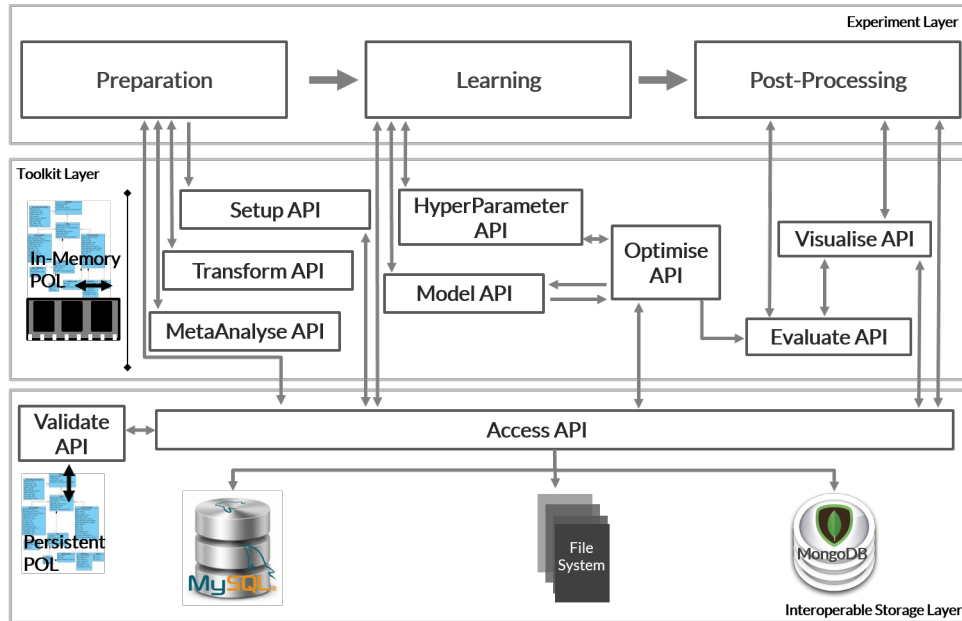 Experiment Layer
Preparation
Learning
Post-Processing
Toolkit Layer
In-Memory
POL
Setup API
Transform API
MetaAnalyse API
HyperParameter
API
Model API
Optimise
API
Visualise API
Evaluate API
Validate
API
Access API
Persistent
POL
MySQL
File
System
MongoDB
Interoperable Storage Layer